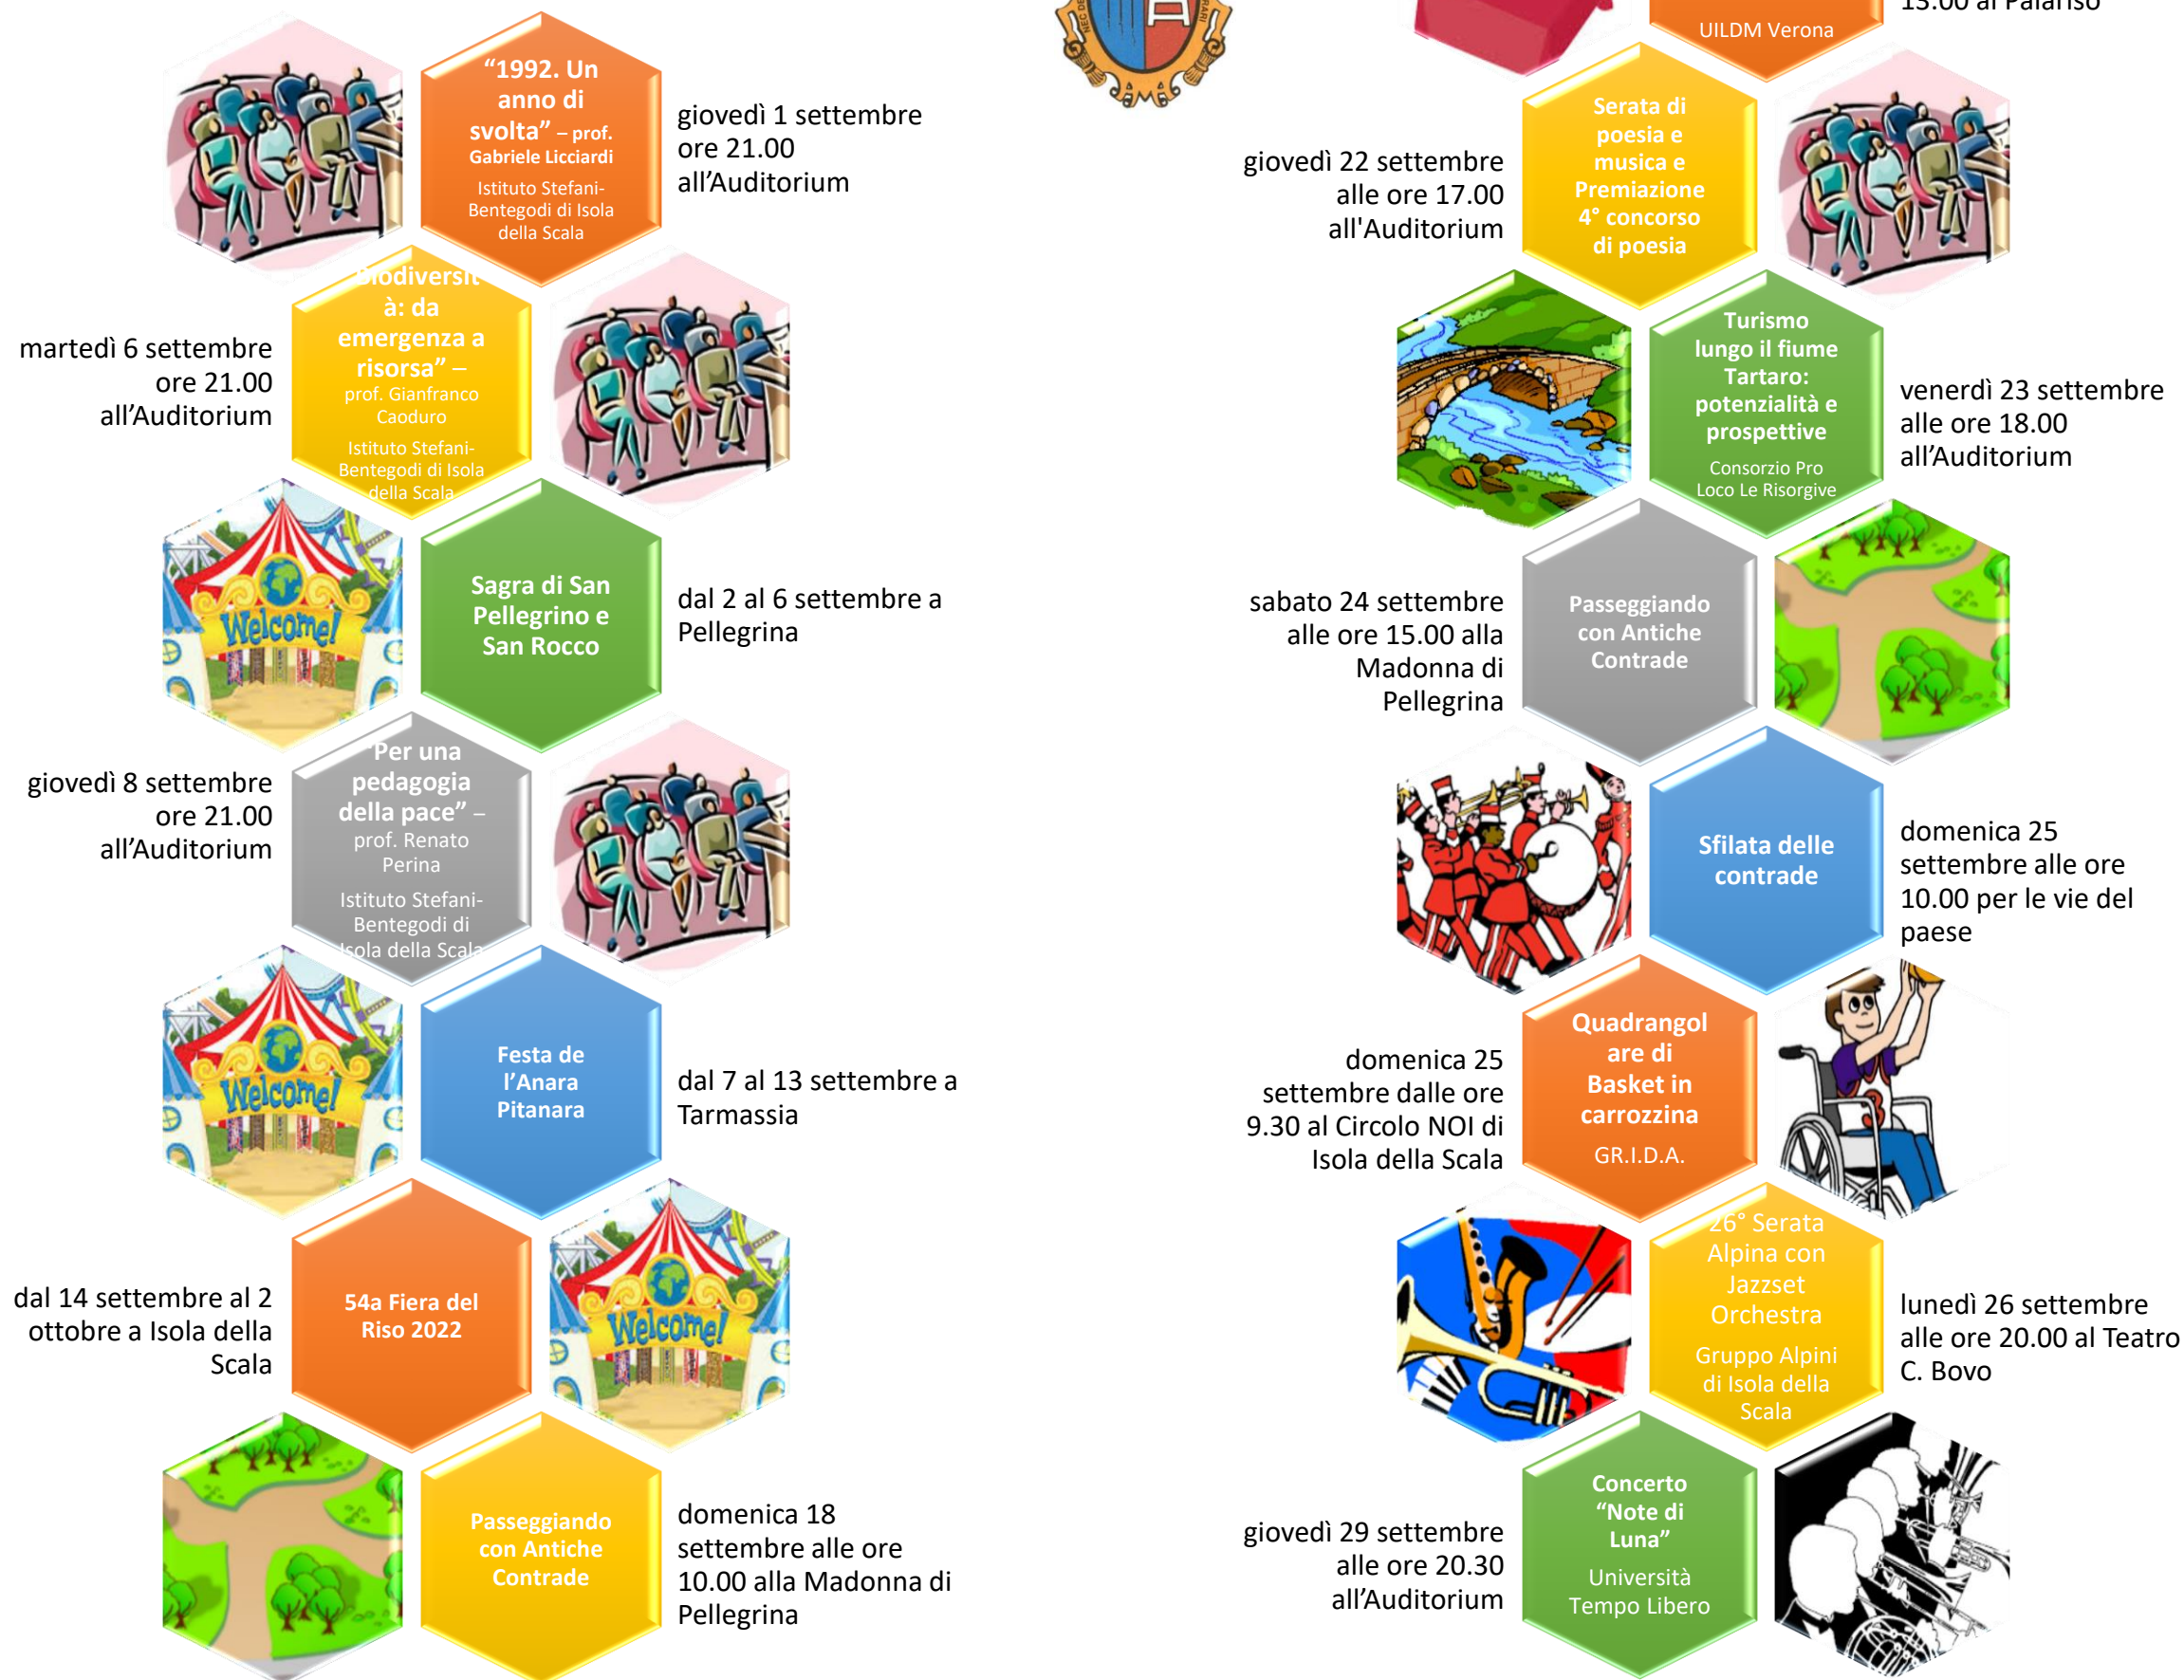 “1992. Un
anno di
svolta” – prof.
Gabriele Licciardi
Istituto Stefani-
Bentegodi di Isola
della Scala
giovedì 1 settembre
ore 21.00
all’Auditorium
martedì 6 settembre
ore 21.00
all’Auditorium
Biodiversit
à: da
emergenza a
risorsa” –
prof. Gianfranco
Caoduro
Istituto Stefani-
Bentegodi di Isola
della Scala
Welcome!
Sagra di San
Pellegrino e
San Rocco
dal 2 al 6 settembre a
Pellegrina
giovedì 8 settembre
ore 21.00
all’Auditorium
“Per una
pedagogia
della pace” –
prof. Renato
Perina
Istituto Stefani-
Bentegodi di
Isola della Scala
Welcome!
Festa de
l’Anara
Pitanara
dal 7 al 13 settembre a
Tarmassia
dal 14 settembre al 2
ottobre a Isola della
Scala
54a Fiera del
Riso 2022
Welcome!
Passeggiando
con Antiche
Contrade
domenica 18
settembre alle ore
10.00 alla Madonna di
Pellegrina
UILDM Verona
13.00 al Palariso
giovedì 22 settembre
alle ore 17.00
all'Auditorium
Serata di
poesia e
musica e
Premiazione
4° concorso
di poesia
Turismo
lungo il fiume
Tartaro:
potenzialità e
prospettive
Consorzio Pro
Loco Le Risorgive
venerdì 23 settembre
alle ore 18.00
all’Auditorium
sabato 24 settembre
alle ore 15.00 alla
Madonna di
Pellegrina
Passeggiando
con Antiche
Contrade
Sfilata delle
contrade
domenica 25
settembre alle ore
10.00 per le vie del
paese
domenica 25
settembre dalle ore
9.30 al Circolo NOI di
Isola della Scala
Quadrangol
are di
Basket in
carrozzina
GR.I.D.A.
3
26° Serata
Alpina con
Jazzset
Orchestra
Gruppo Alpini
di Isola della
Scala
lunedì 26 settembre
alle ore 20.00 al Teatro
C. Bovo
giovedì 29 settembre
alle ore 20.30
all’Auditorium
Concerto
“Note di
Luna”
Università
Tempo Libero